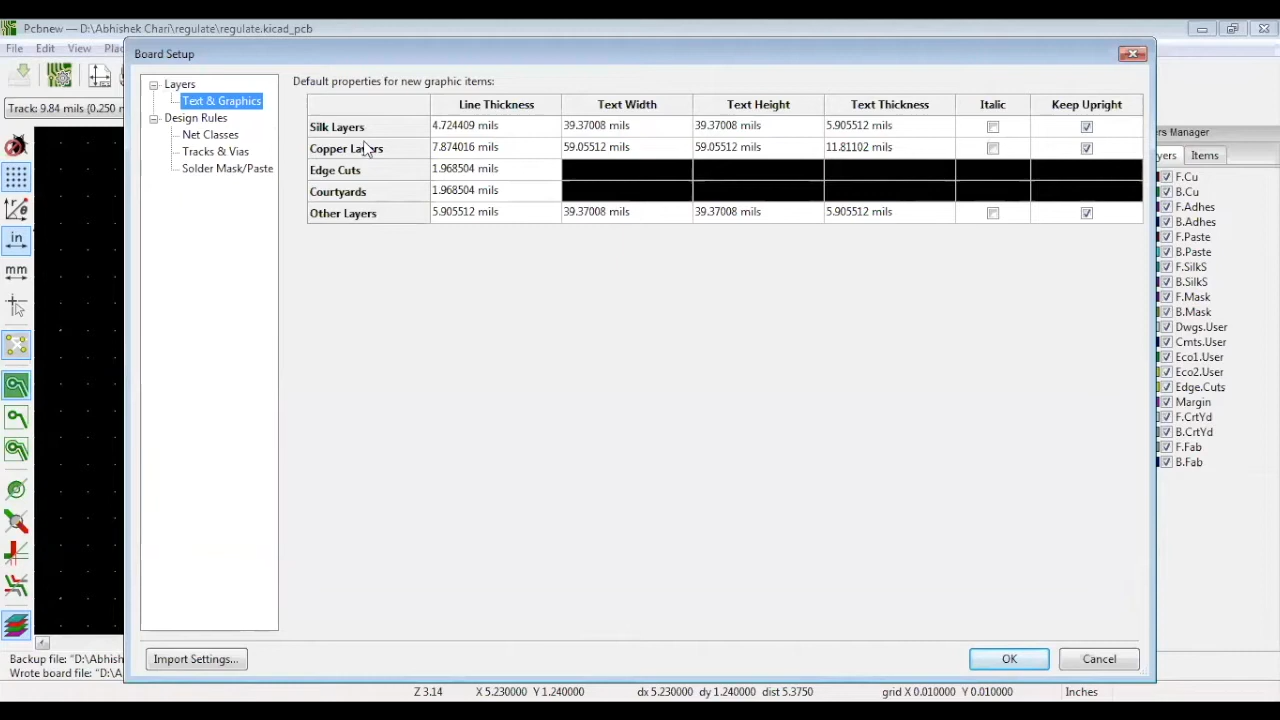 Pcbnew — D:\Abhishek Chari\regulate\regulate.kicad_pcb
File Edit View Plac
Board Setup
Track: 9.84 mils (0.250 m
in
mm
Layers
Text & Graphics
Design Rules
Net Classes
Tracks & Vias
Solder Mask/Paste
Default properties for new graphic items:
Line Thickness Text Width Text Height Text Thickness Italic Keep Upright
Silk Layers 4.724409 mils 39.37008 mils 39.37008 mils 5.905512 mils
Copper Layers 7.874016 mils 59.05512 mils 59.05512 mils 11.81102 mils
Edge Cuts 1.968504 mils
Courtyards 1.968504 mils
Other Layers 5.905512 mils 39.37008 mils 39.37008 mils 5.905512 mils
ers Manager
yers Items
F.Cu
B.Cu
F.Adhes
B.Adhes
F.Paste
B.Paste
F.SilkS
B.SilkS
F.Mask
B.Mask
Dwgs.User
Cmts.User
Eco1.User
Eco2.User
Edge.Cuts
Margin
F.CrtYd
B.CrtYd
F.Fab
B.Fab
Import Settings... OK Cancel
Backup file: "D:\Abhish
Wrote board file: "D:\A
Z 3.14 X 5.230000 Y 1.240000 dx 5.230000 dy 1.240000 dist 5.3750 grid X 0.010000 Y 0.010000 Inches